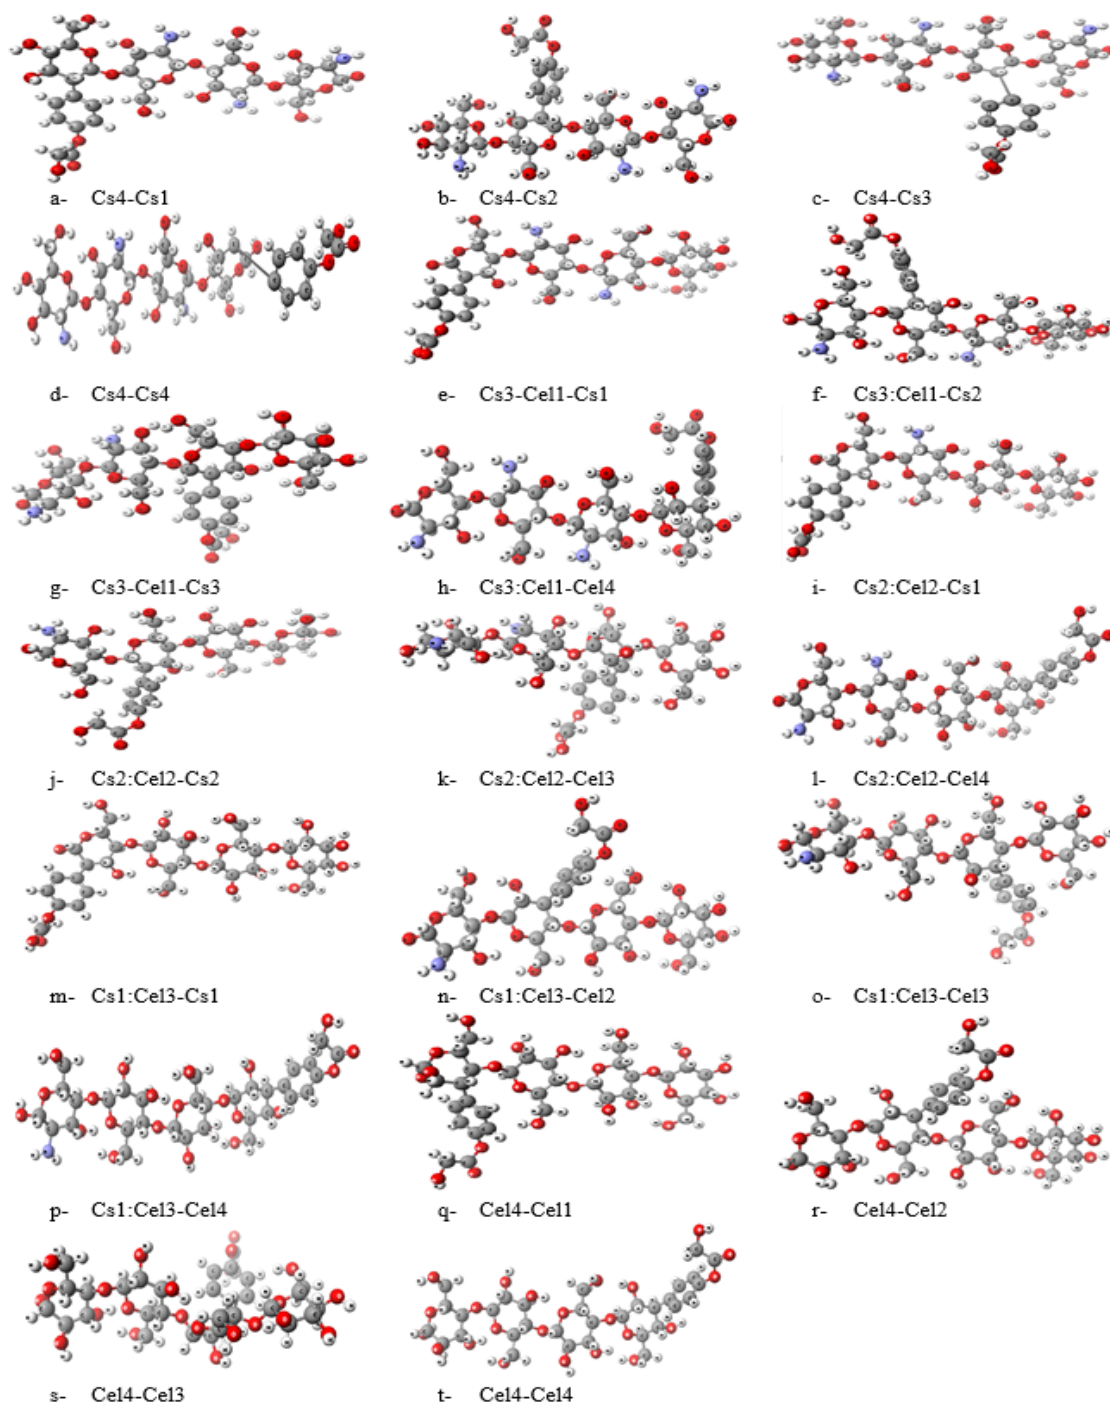 a- Cs4-Cs1 b- Cs4-Cs2 c- Cs4-Cs3
d- Cs4-Cs4 e- Cs3-Cel1-Cs1 f- Cs3:Cel1-Cs2
g- Cs3-Cel1-Cs3 h- Cs3:Cel1-Cel4 i- Cs2:Cel2-Cs1
j- Cs2:Cel2-Cs2 k- Cs2:Cel2-Cel3 l- Cs2:Cel2-Cel4
m- Cs1:Cel3-Cs1 n- Cs1:Cel3-Cel2 o- Cs1:Cel3-Cel3
p- Cs1:Cel3-Cel4 q- Cel4-Cel1 r- Cel4-Cel2
s- Cel4-Cel3 t- Cel4-Cel4